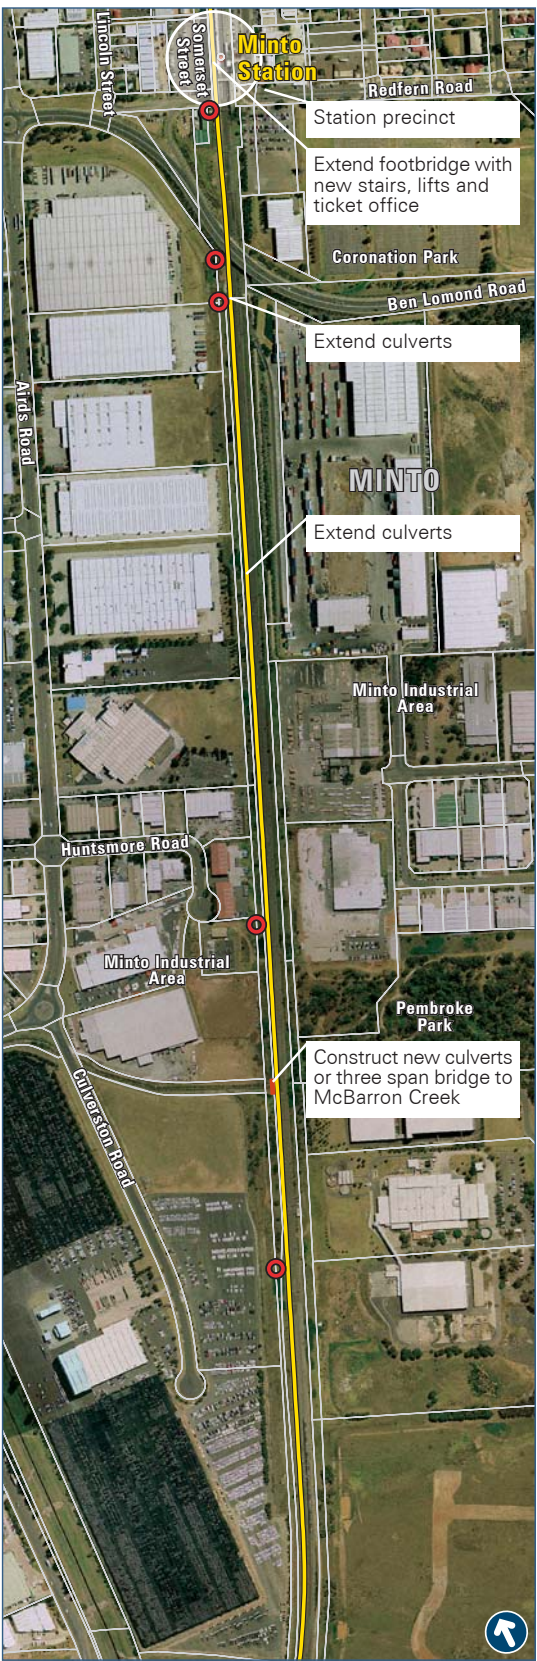 Lincoln Street
Somerset
Street
Minto
Station
Redfern Road
Station precinct
Extend footbridge with
new stairs, lifts and
ticket office
Coronation Park
Ben Lomond Road
Extend culverts
Airds Road
MINTO
Extend culverts
Minto Industrial
Area
Huntsmore Road
Minto Industrial
Area
Pembroke
Park
Construct new culverts
or three span bridge to
McBarron Creek
Culverston Road